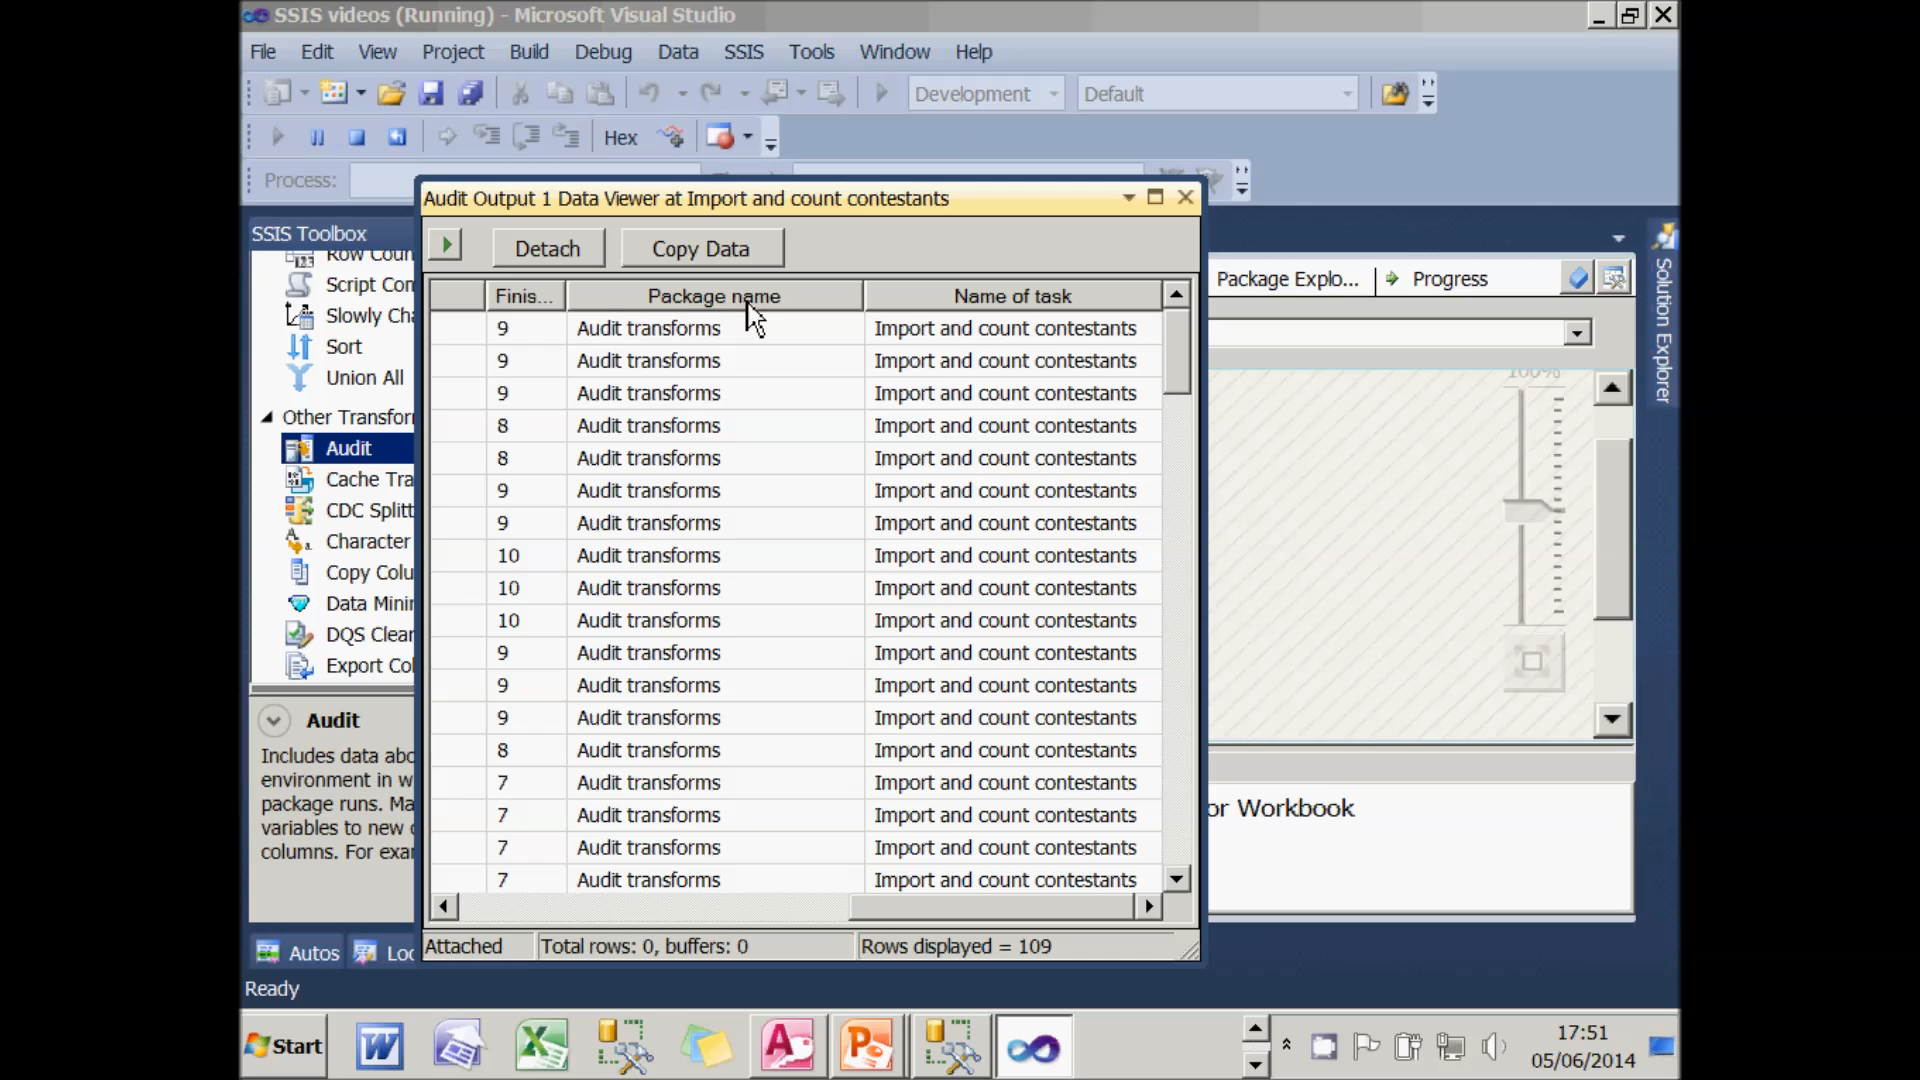 SSIS videos (Running) - Microsoft Visual Studio
File Edit View Project Build Debug Data SSIS Tools Window Help
Development Default
Hex
Process:
Audit Output 1 Data Viewer at Import and count contestants
SSIS Toolbox
Detach Copy Data
Package Explo... Progress
Solution Explorer
Finis... Package name Name of task
9 Audit transforms Import and count contestants
9 Audit transforms Import and count contestants
9 Audit transforms Import and count contestants
8 Audit transforms Import and count contestants
8 Audit transforms Import and count contestants
9 Audit transforms Import and count contestants
9 Audit transforms Import and count contestants
10 Audit transforms Import and count contestants
10 Audit transforms Import and count contestants
10 Audit transforms Import and count contestants
9 Audit transforms Import and count contestants
9 Audit transforms Import and count contestants
9 Audit transforms Import and count contestants
8 Audit transforms Import and count contestants
7 Audit transforms Import and count contestants
7 Audit transforms Import and count contestants
7 Audit transforms Import and count contestants
7 Audit transforms Import and count contestants
Row Coun
Script Con
Slowly Cha
Sort
Union All
Other Transfor
Audit
Cache Tra
CDC Splitt
Character
Copy Colu
Data Minin
DQS Clear
Export Col
100%
Audit
Includes data abo
environment in w
package runs. Ma
variables to new c
columns. For exam
or Workbook
Attached Total rows: 0, buffers: 0 Rows displayed = 109
Autos Loc
Ready
Start
17:51
05/06/2014